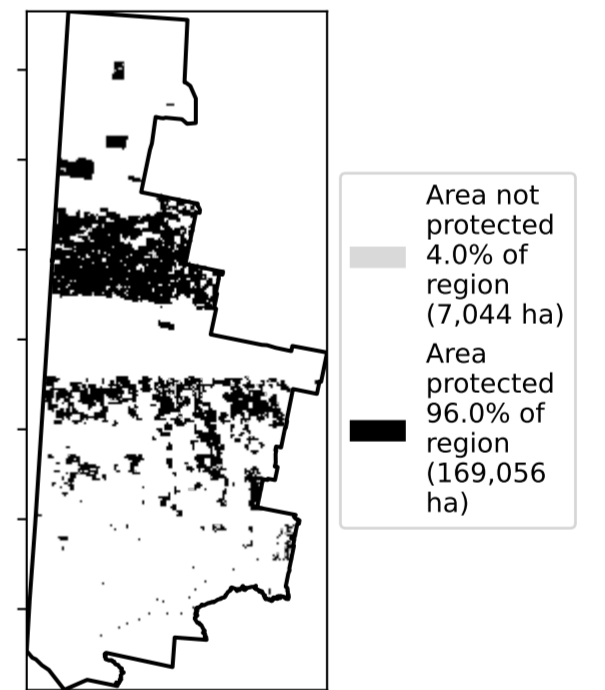 Area not
protected
4.0% of
region
(7,044 ha)
Area
protected
96.0% of
region
(169,056
ha)